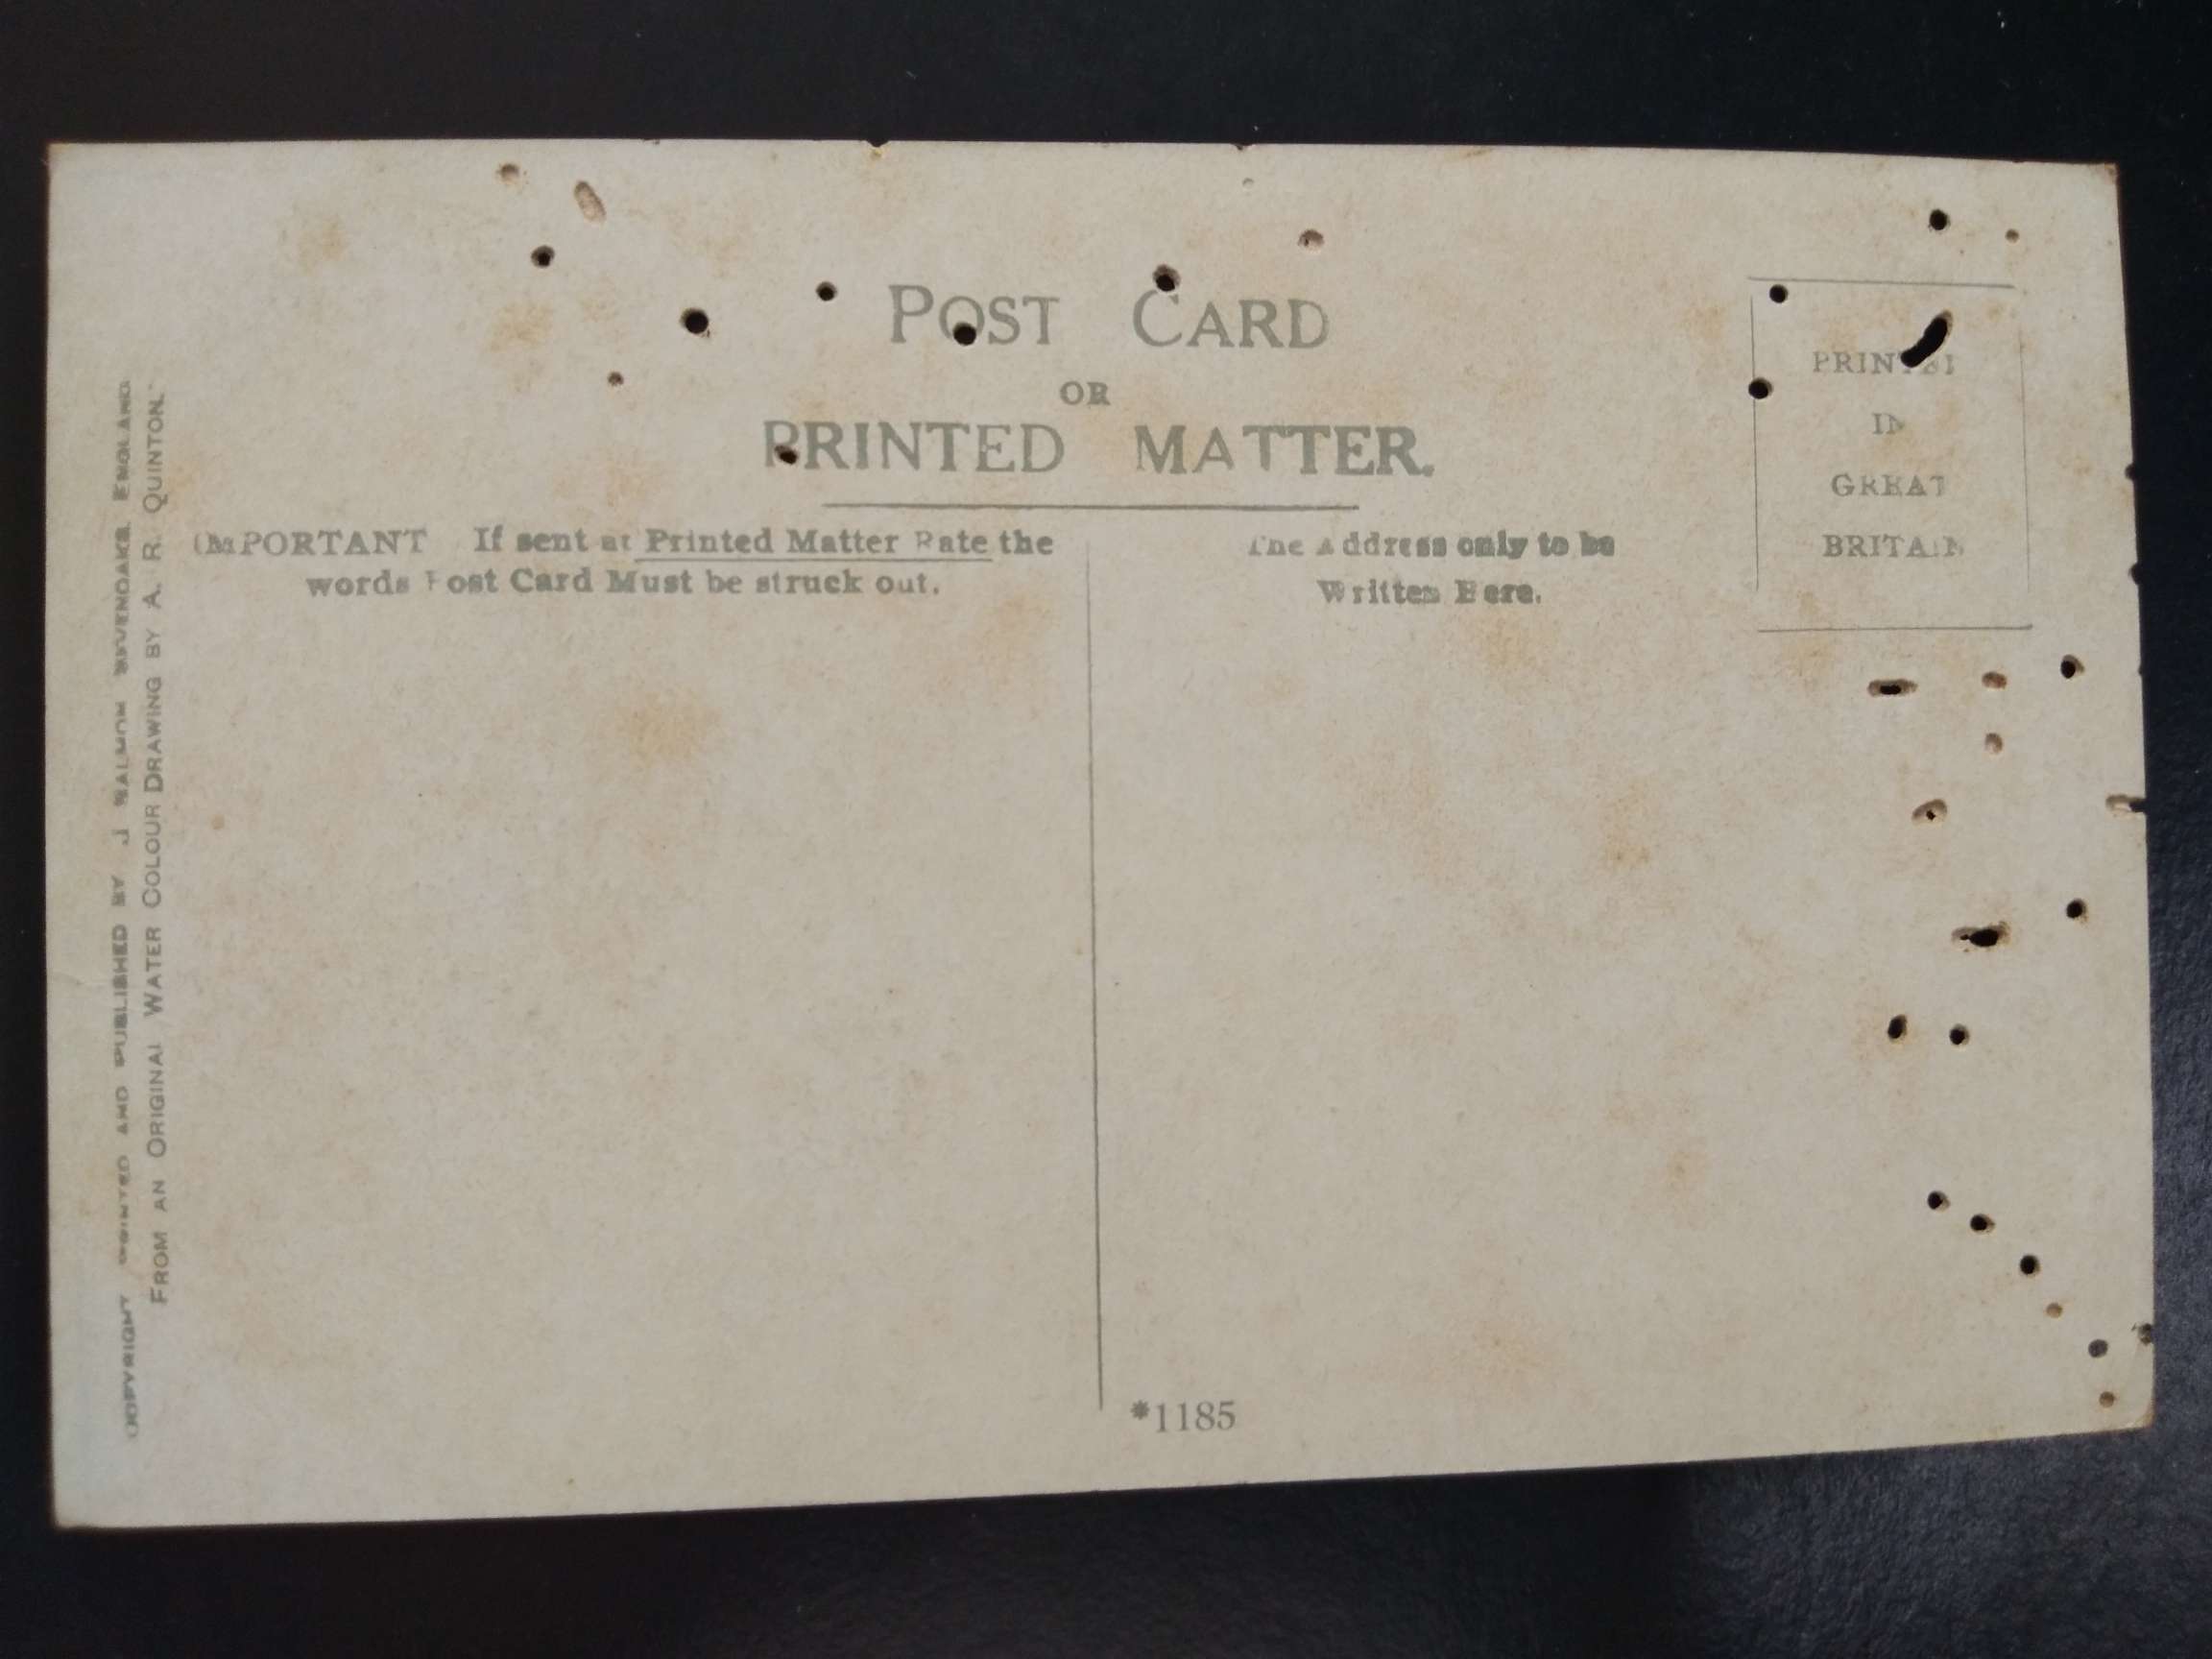 POST CARD
OR
PRINTED MATTER.
IMPORTANT If sent at Printed Matter Rate the
words Post Card Must be struck out.
The Address only to be
Written Here.
PRINTED
IN
GREAT
BRITAIN
COPYRIGHT PRINTED AND PUBLISHED BY J SALMON SEVENOAKS ENGLAND
FROM AN ORIGINAL WATER COLOUR DRAWING BY A. R. QUINTON."
*1185